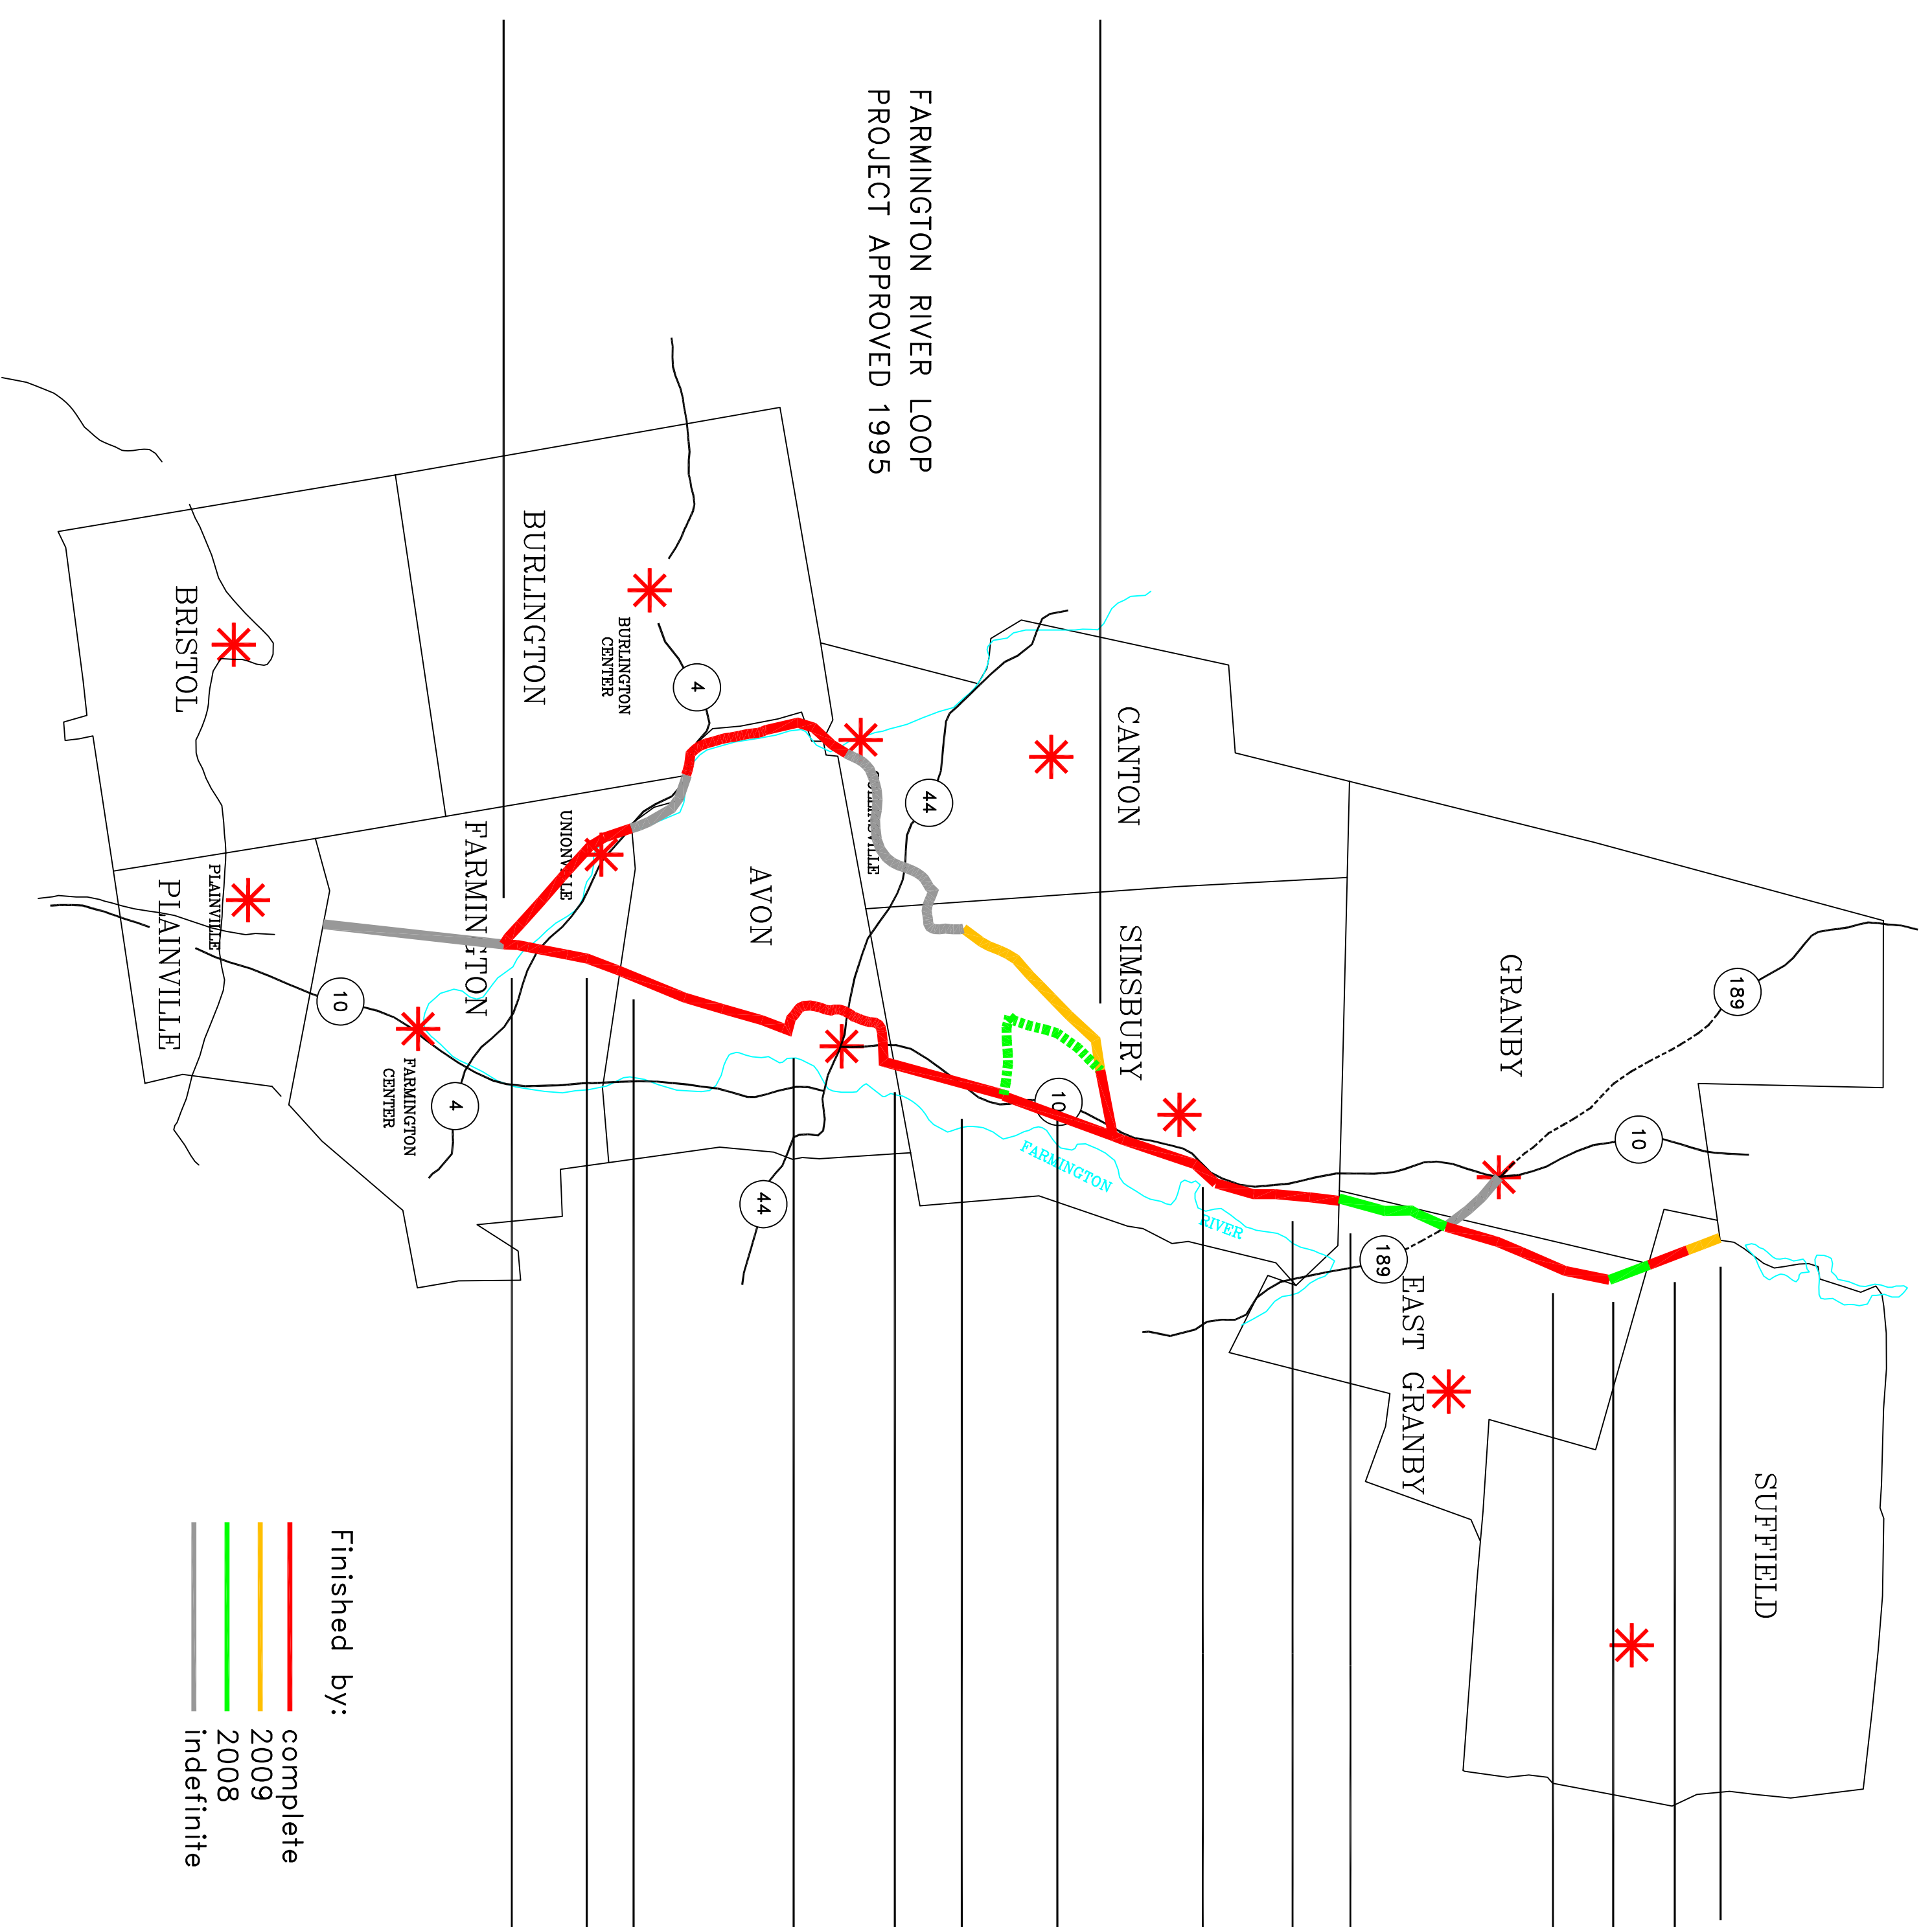 FARMINGTON RIVER LOOP
PROJECT APPROVED 1995
SUFFIELD
GRANBY
EAST GRANBY
CANTON
SIMSBURY
AVON
BURLINGTON
BURLINGTON
CENTER
UNIONVILLE
FARMINGTON
FARMINGTON
CENTER
BRISTOL
PLAINVILLE
PLAINVILLE
FARMINGTON
RIVER
189
10
189
10
44
44
4
4
10
Finished by:
complete
2009
2008
indefinite